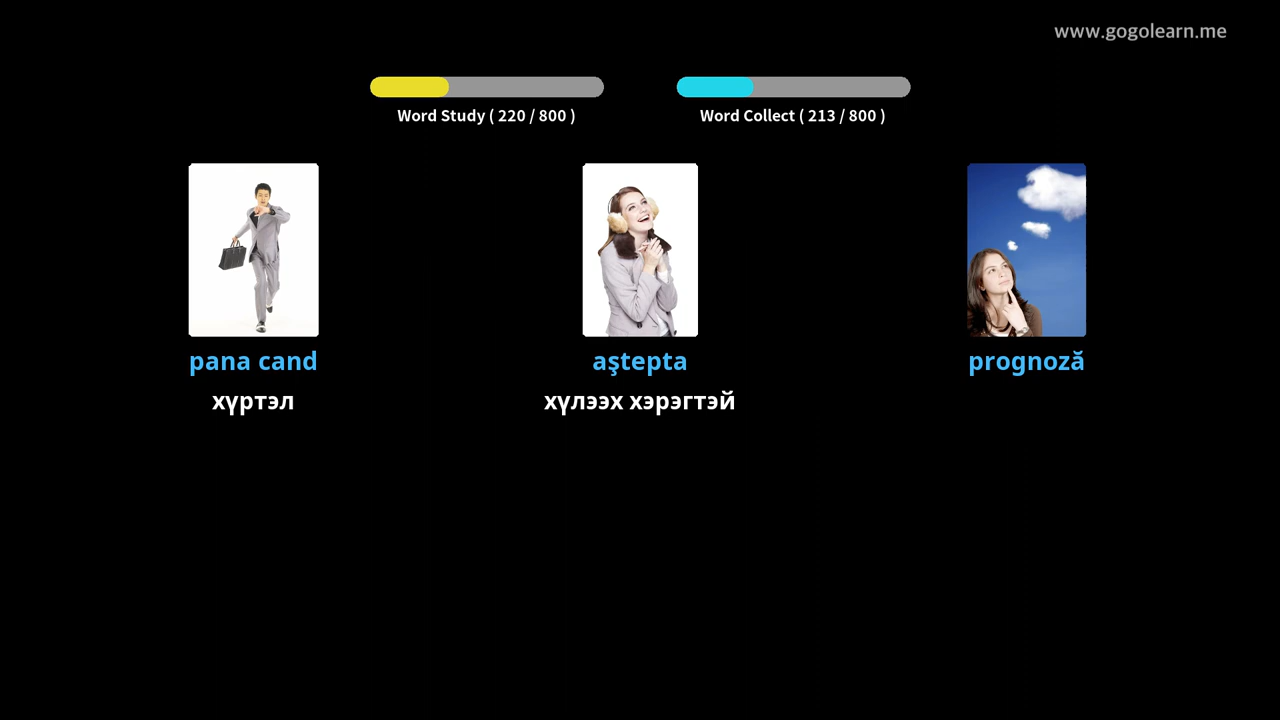 www.gogolearn.me
Word Study ( 220 / 800 )
Word Collect ( 213 / 800 )
pana cand
aştepta
prognoză
хүртэл
хүлээх хэрэгтэй